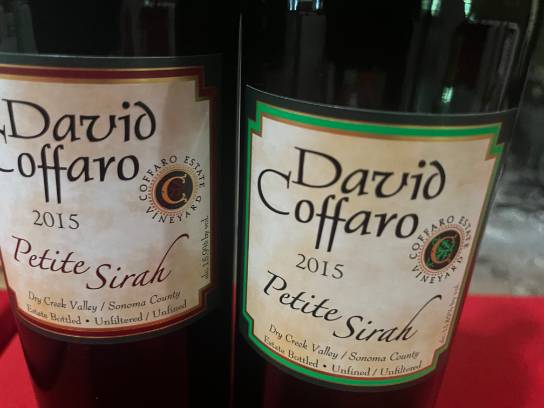 David
Coffaro
COFFARO ESTATE
VINEYARD
C
2015
Petite Sirah
Dry Creek Valley / Sonoma County
Estate Bottled • Unfiltered / Unfined
David
Coffaro
COFFARO ESTATE
VINEYARD
2015
Petite Sirah
Dry Creek Valley / Sonoma County
Estate Bottled • Unfined / Unfiltered